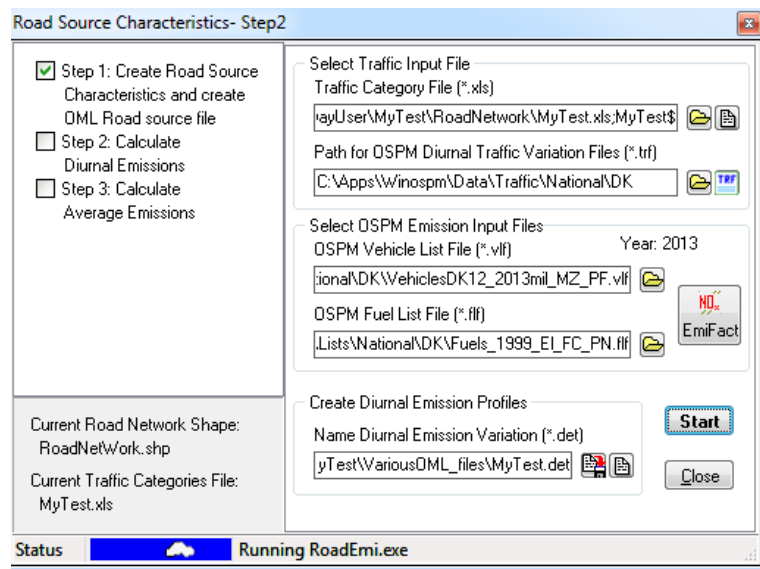 Road Source Characteristics- Step2
Step 1: Create Road Source
Characteristics and create
OML Road source file
Step 2: Calculate
Diurnal Emissions
Step 3: Calculate
Average Emissions
Current Road Network Shape:
RoadNetWork.shp
Current Traffic Categories File:
MyTest.xls
Select Traffic Input File
Traffic Category File (*.xls)
ayUser\MyTest\RoadNetwork\MyTest.xls;MyTest$
Path for OSPM Diurnal Traffic Variation Files (*.trf)
C:\Apps\Winospm\Data\Traffic\National\DK
TRF
Select OSPM Emission Input Files
OSPM Vehicle List File (*.vlf)
Year: 2013
:ional\DK\VehiclesDK12_2013mil_MZ_PF.vlf
NOx
EmiFact
OSPM Fuel List File (*.flf)
.Lists\National\DK\Fuels_1999_EI_FC_PN.flf
Create Diurnal Emission Profiles
Name Diurnal Emission Variation (*.det)
yTest\VariousOML_files\MyTest.det
Start
Close
Status
Running RoadEmi.exe